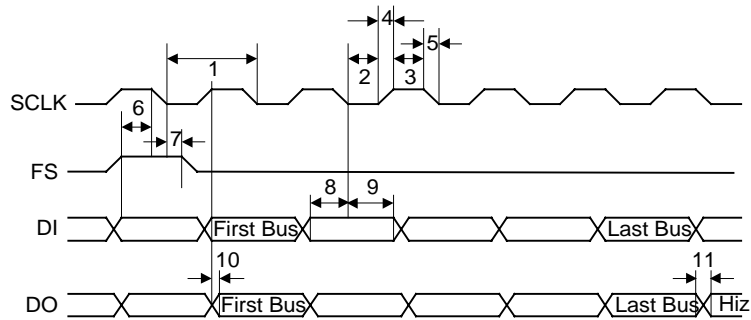 4
5
1
2
3
SCLK
6
7
FS
8
9
DI
First Bus
Last Bus
10
11
DO
First Bus
Last Bus
Hiz